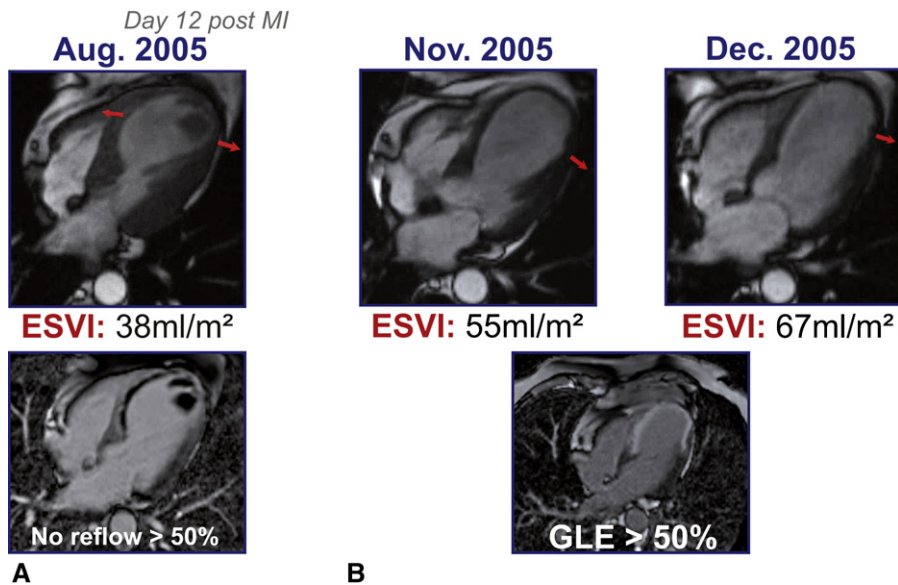 Day 12 post MI
Aug. 2005
Nov. 2005
Dec. 2005
ESVI: 38ml/m²
ESVI: 55ml/m²
ESVI: 67ml/m²
No reflow > 50%
GLE > 50%
A
B